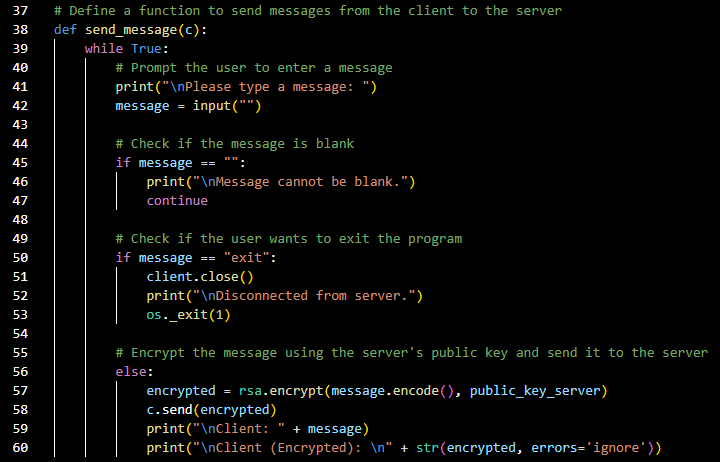 37 # Define a function to send messages from the client to the server
38 def send_message(c):
39     while True:
40         # Prompt the user to enter a message
41         print("\nPlease type a message: ")
42         message = input("")
43
44         # Check if the message is blank
45         if message == "":
46             print("\nMessage cannot be blank.")
47             continue
48
49         # Check if the user wants to exit the program
50         if message == "exit":
51             client.close()
52             print("\nDisconnected from server.")
53             os._exit(1)
54
55         # Encrypt the message using the server's public key and send it to the server
56         else:
57             encrypted = rsa.encrypt(message.encode(), public_key_server)
58             c.send(encrypted)
59             print("\nClient: " + message)
60             print("\nClient (Encrypted): \n" + str(encrypted, errors='ignore'))